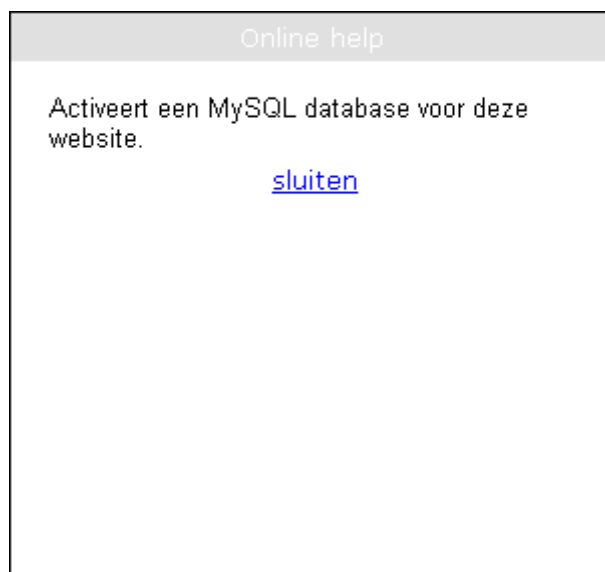 Online help
Activeert een MySQL database voor deze
website.
sluiten